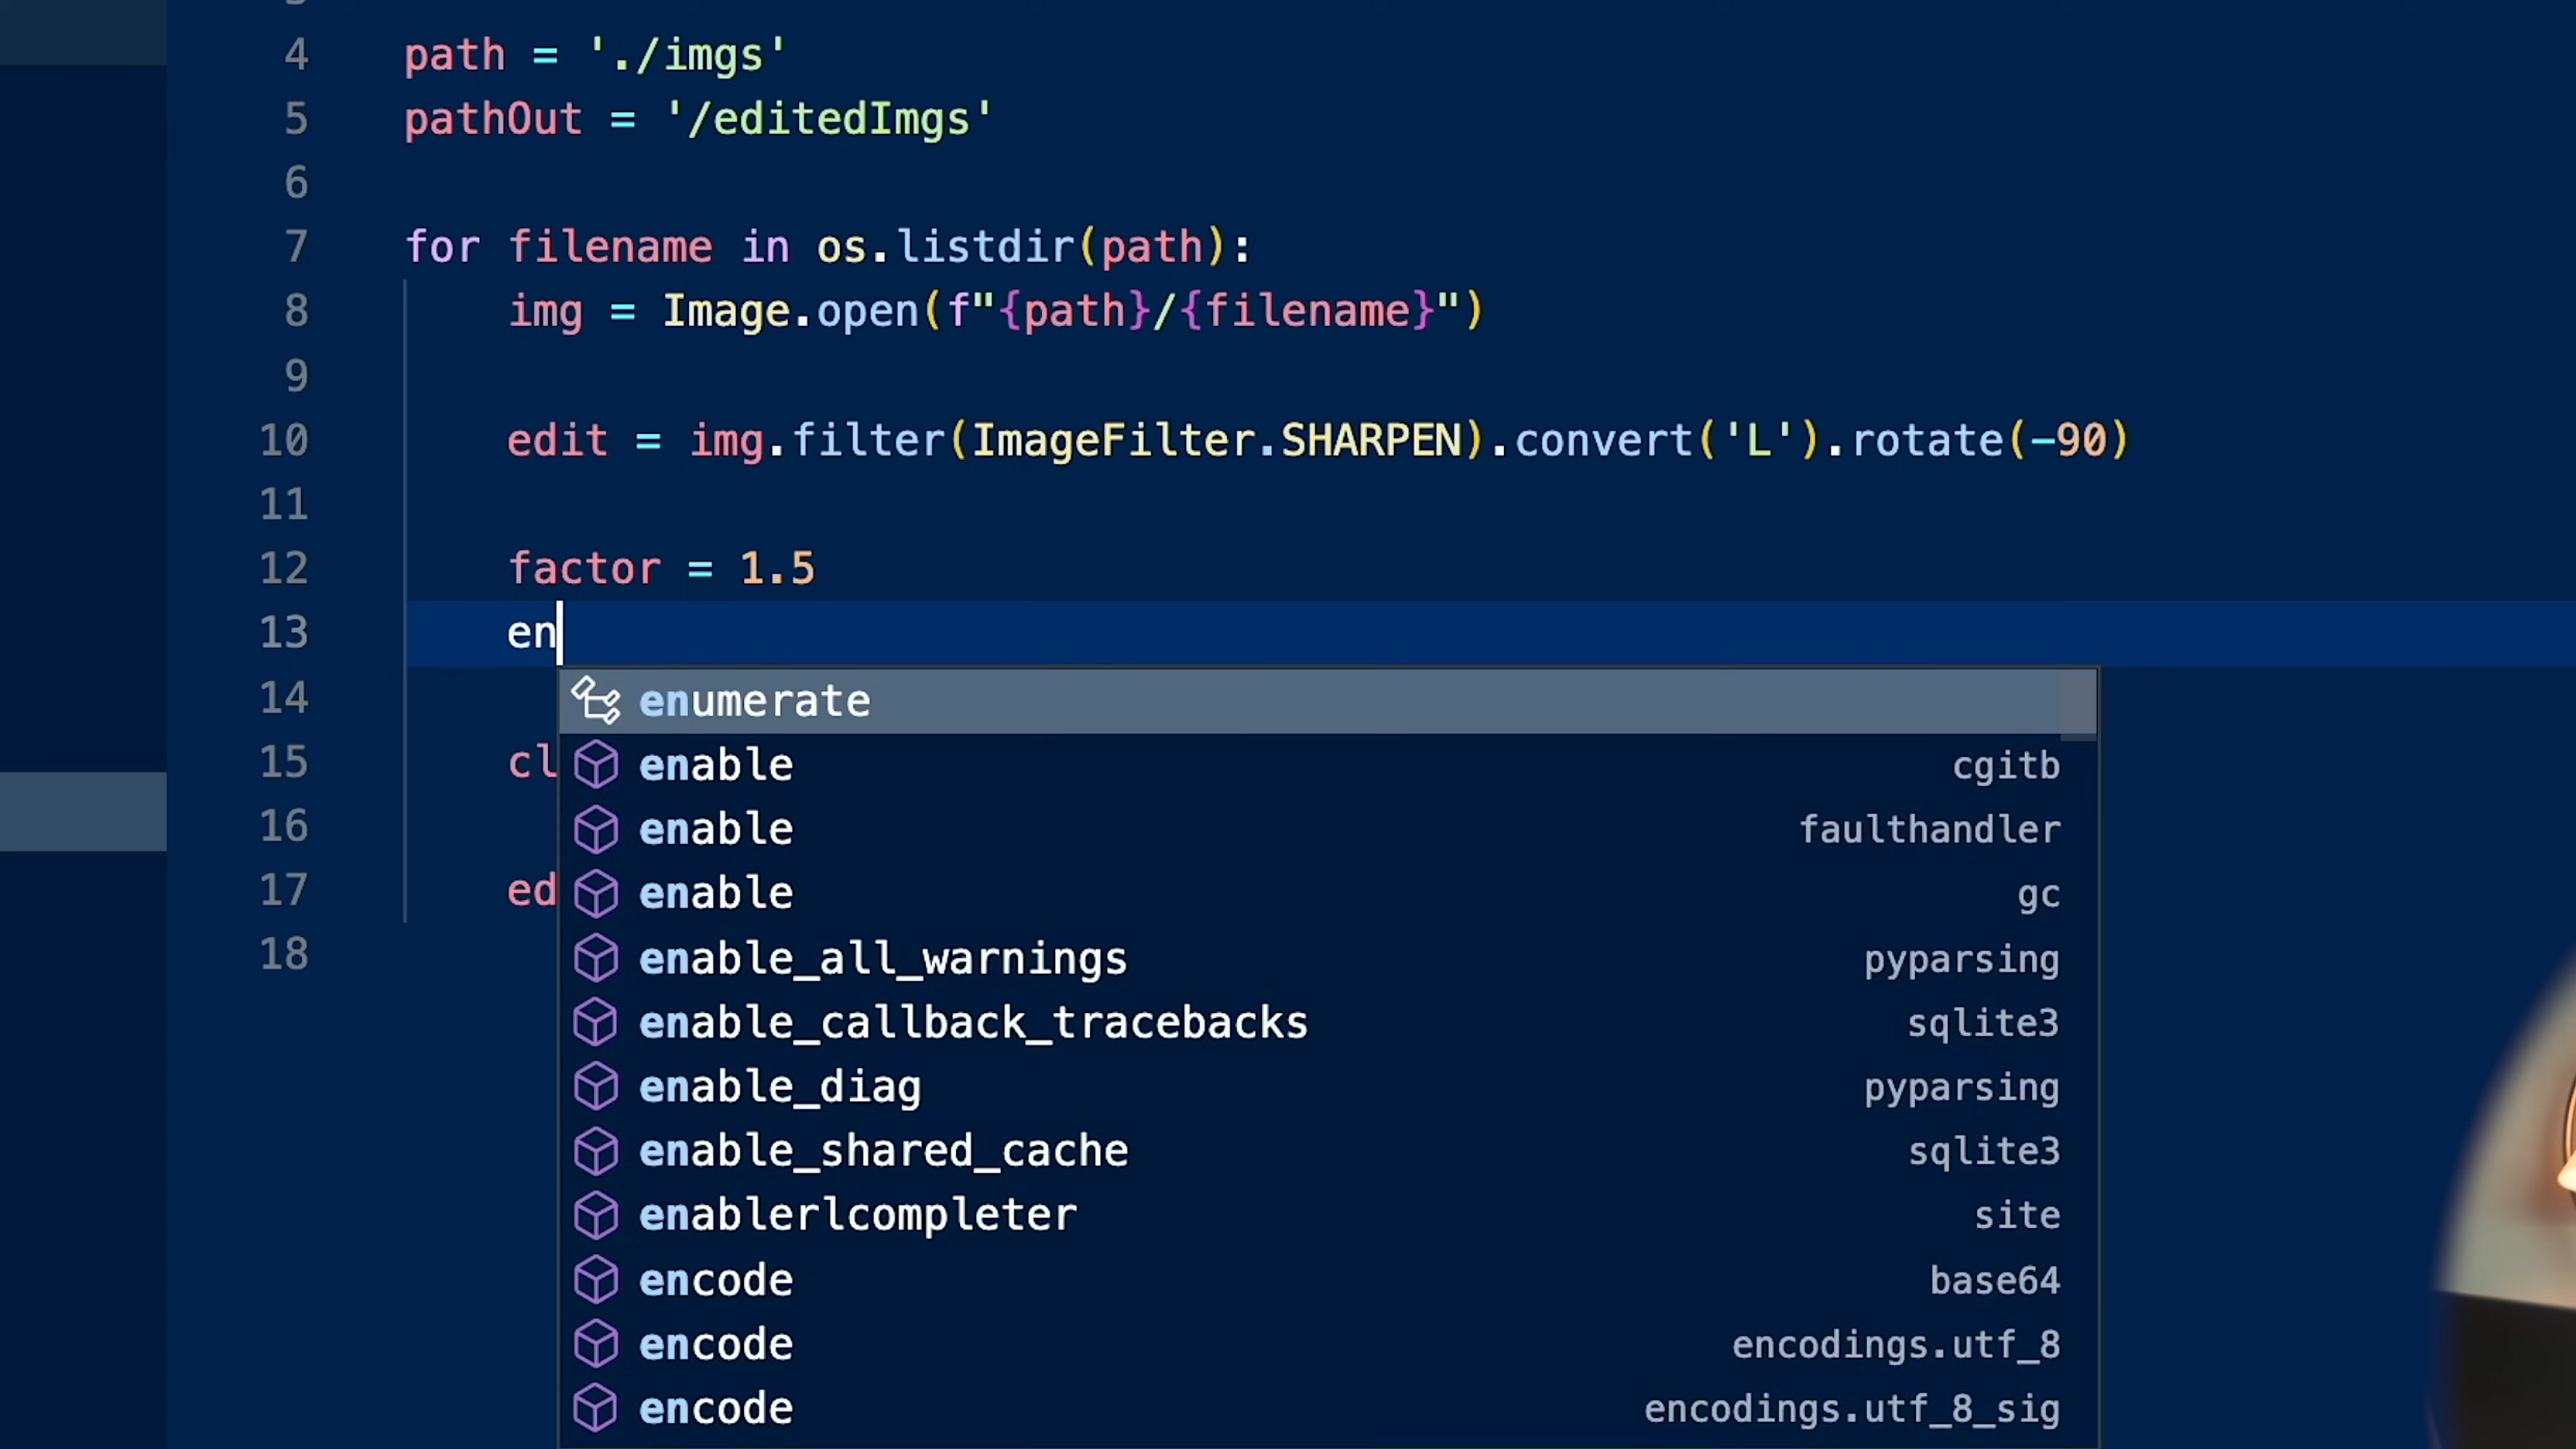 4 path = './imgs'
5 pathOut = '/editedImgs'
6
7 for filename in os.listdir(path):
8 img = Image.open(f"{path}/{filename}")
9
10 edit = img.filter(ImageFilter.SHARPEN).convert('L').rotate(-90)
11
12 factor = 1.5
13 en
enumerate
14
15 cl
enable cgitb
16
enable faulthandler
17 ed
enable gc
18
enable_all_warnings pyparsing
enable_callback_tracebacks sqlite3
enable_diag pyparsing
enable_shared_cache sqlite3
enablerlcompleter site
encode base64
encode encodings.utf_8
encode encodings.utf_8_sig